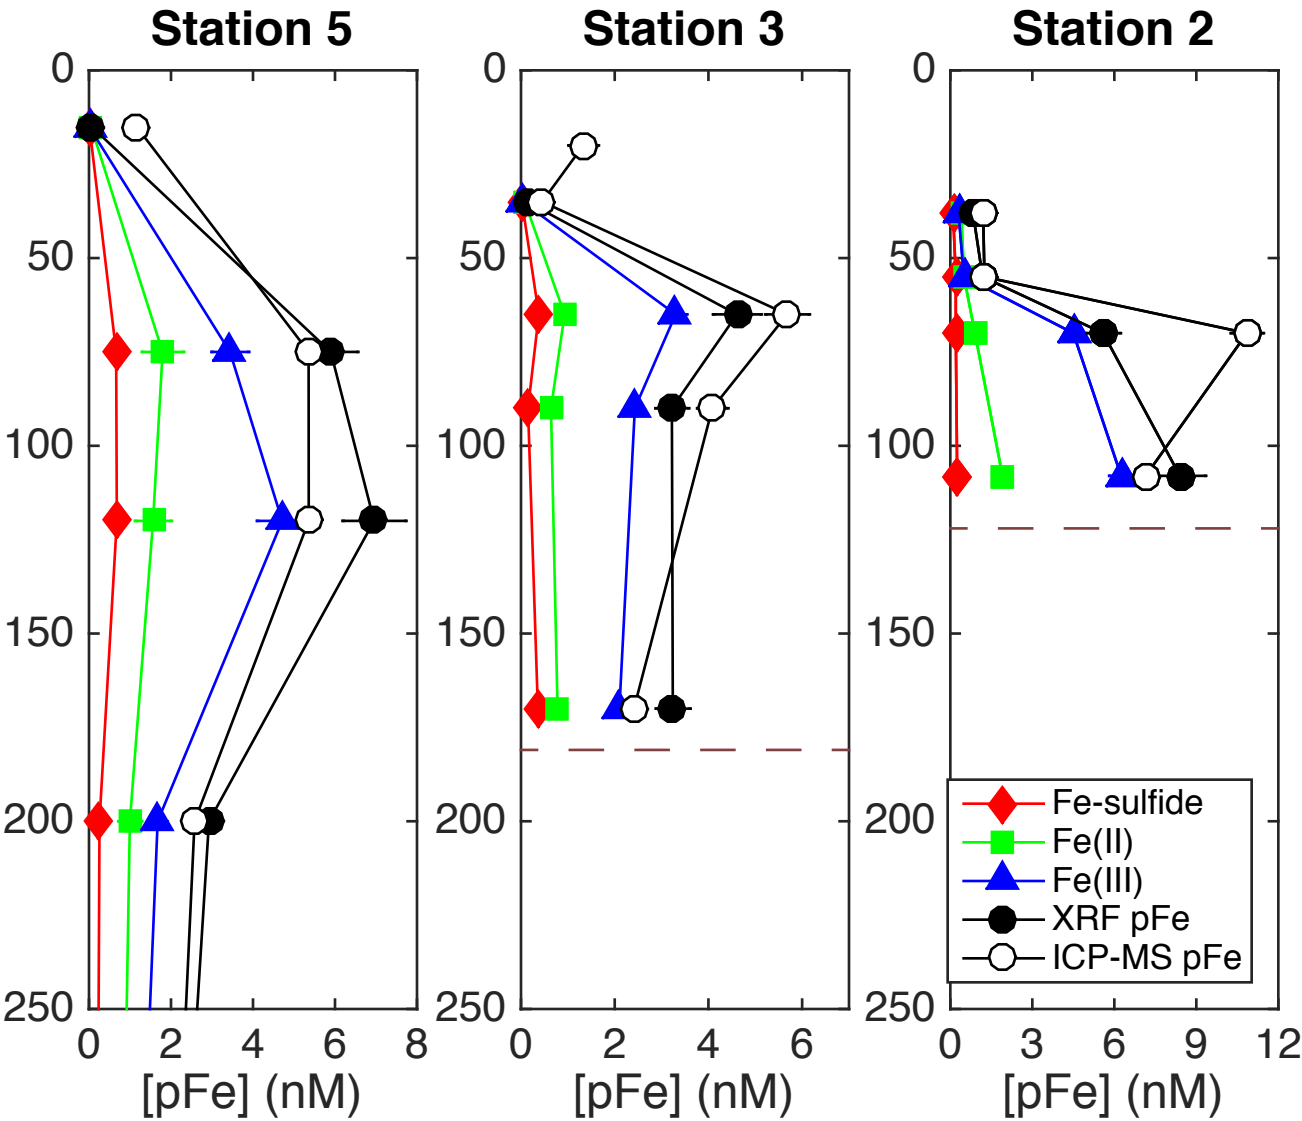 Station 5
Station 3
Station 2
0
50
100
150
200
250
0
50
100
150
200
250
0
50
100
150
200
250
Fe-sulfide
Fe(II)
Fe(III)
XRF pFe
ICP-MS pFe
0 2 4 6 8
0 2 4 6
0 3 6 9 12
[pFe] (nM)
[pFe] (nM)
[pFe] (nM)